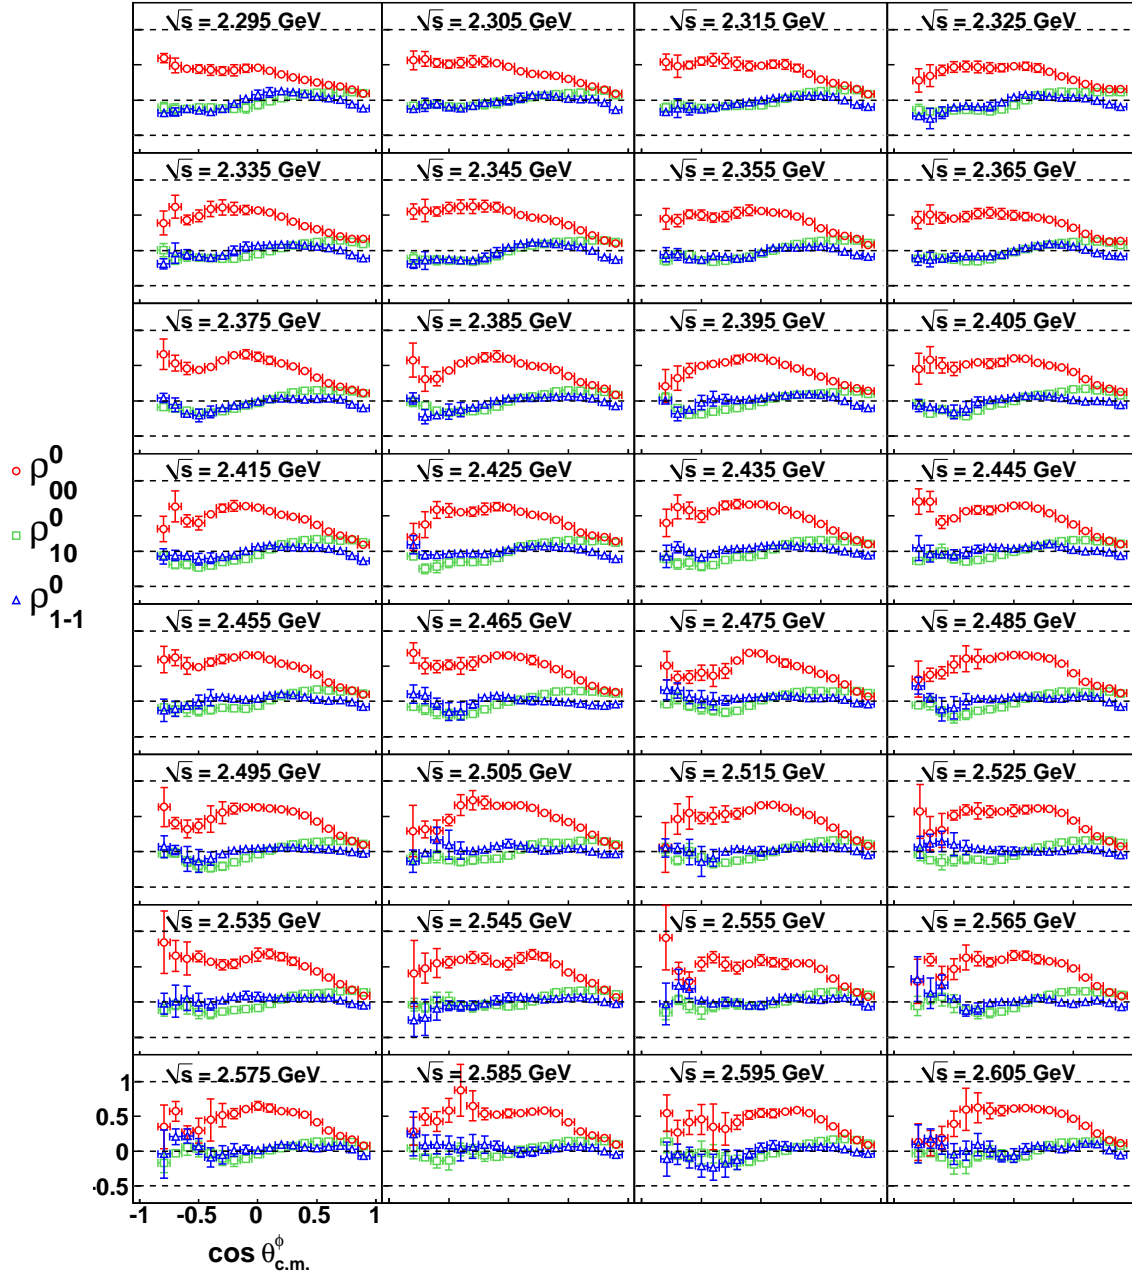 √s = 2.295 GeV √s = 2.305 GeV √s = 2.315 GeV √s = 2.325 GeV
√s = 2.335 GeV √s = 2.345 GeV √s = 2.355 GeV √s = 2.365 GeV
√s = 2.375 GeV √s = 2.385 GeV √s = 2.395 GeV √s = 2.405 GeV
ρ⁰₀₀
ρ⁰₁₀
ρ⁰₁₋₁
√s = 2.415 GeV √s = 2.425 GeV √s = 2.435 GeV √s = 2.445 GeV
√s = 2.455 GeV √s = 2.465 GeV √s = 2.475 GeV √s = 2.485 GeV
√s = 2.495 GeV √s = 2.505 GeV √s = 2.515 GeV √s = 2.525 GeV
√s = 2.535 GeV √s = 2.545 GeV √s = 2.555 GeV √s = 2.565 GeV
√s = 2.575 GeV √s = 2.585 GeV √s = 2.595 GeV √s = 2.605 GeV
1
0.5
0
-0.5
-1 -0.5 0 0.5 1
cos θ^ϕ_c.m.